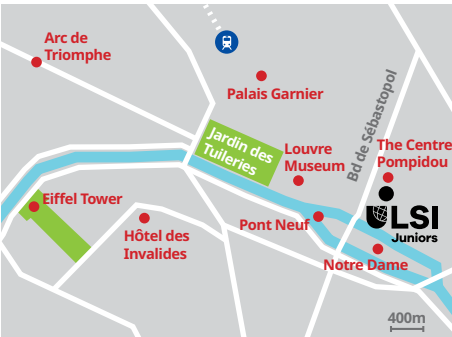 Arc de
Triomphe
Palais Garnier
Bd de Sébastopol
Jardin des
Tuileries
Louvre
Museum
The Centre
Pompidou
Eiffel Tower
LSI
Juniors
Hôtel des
Invalides
Pont Neuf
Notre Dame
400m